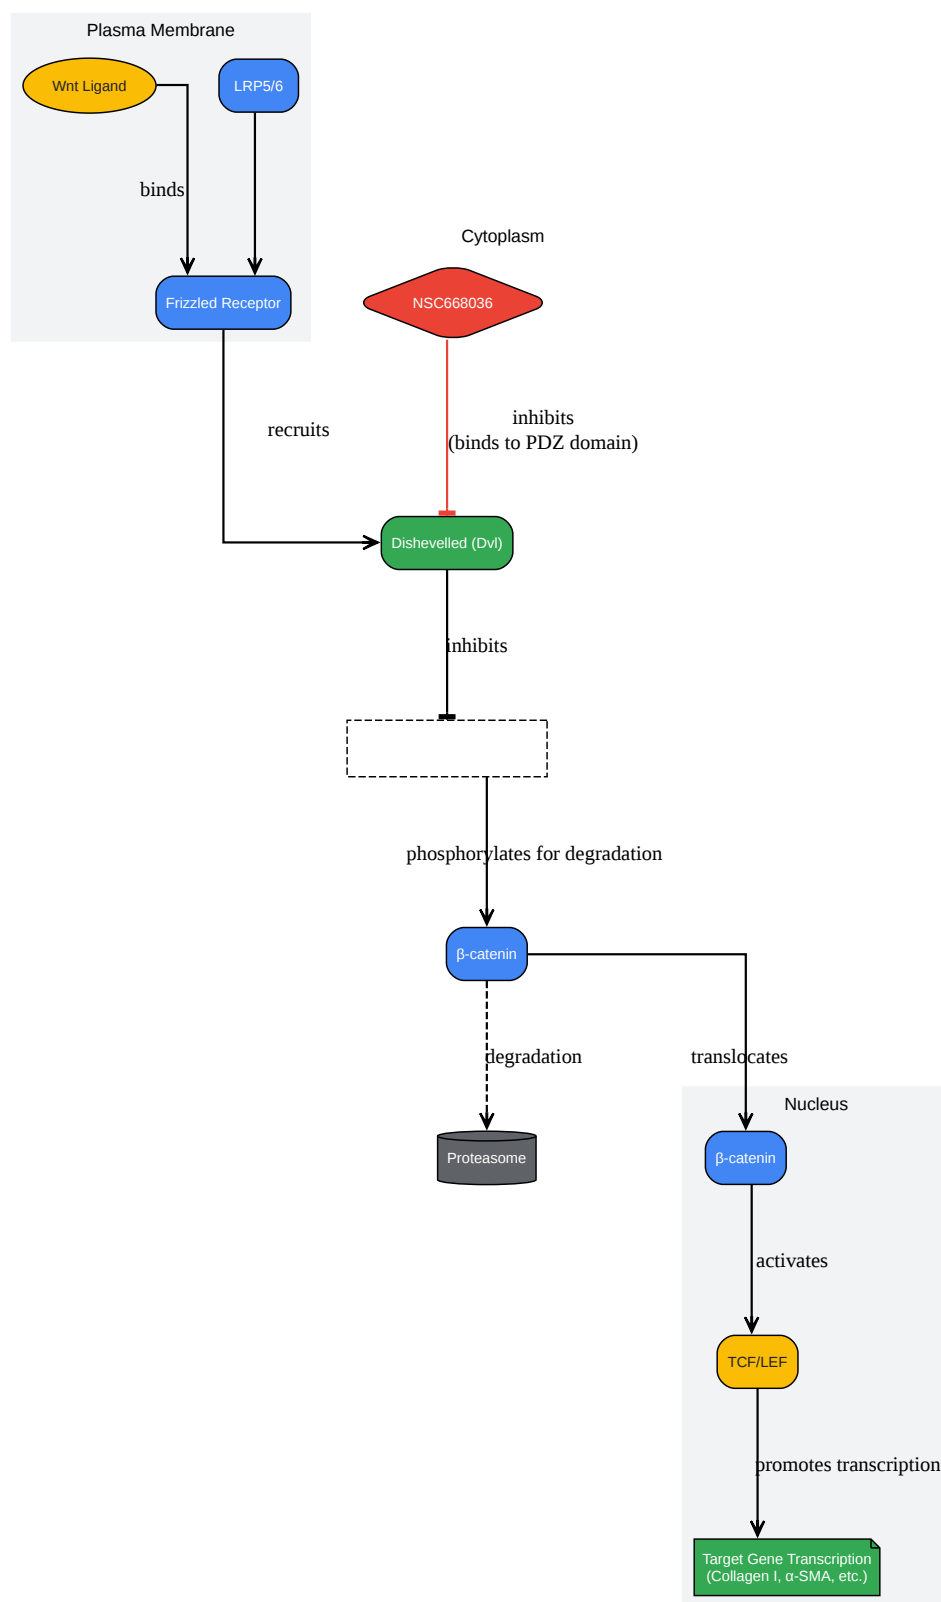 Plasma Membrane
Wnt Ligand
LRP5/6
binds
Cytoplasm
Frizzled Receptor
NSC668036
recruits
inhibits
(binds to PDZ domain)
Dishevelled (Dvl)
inhibits
phosphorylates for degradation
β-catenin
degradation
translocates
Nucleus
Proteasome
β-catenin
activates
TCF/LEF
promotes transcription
Target Gene Transcription
(Collagen I, α-SMA, etc.)